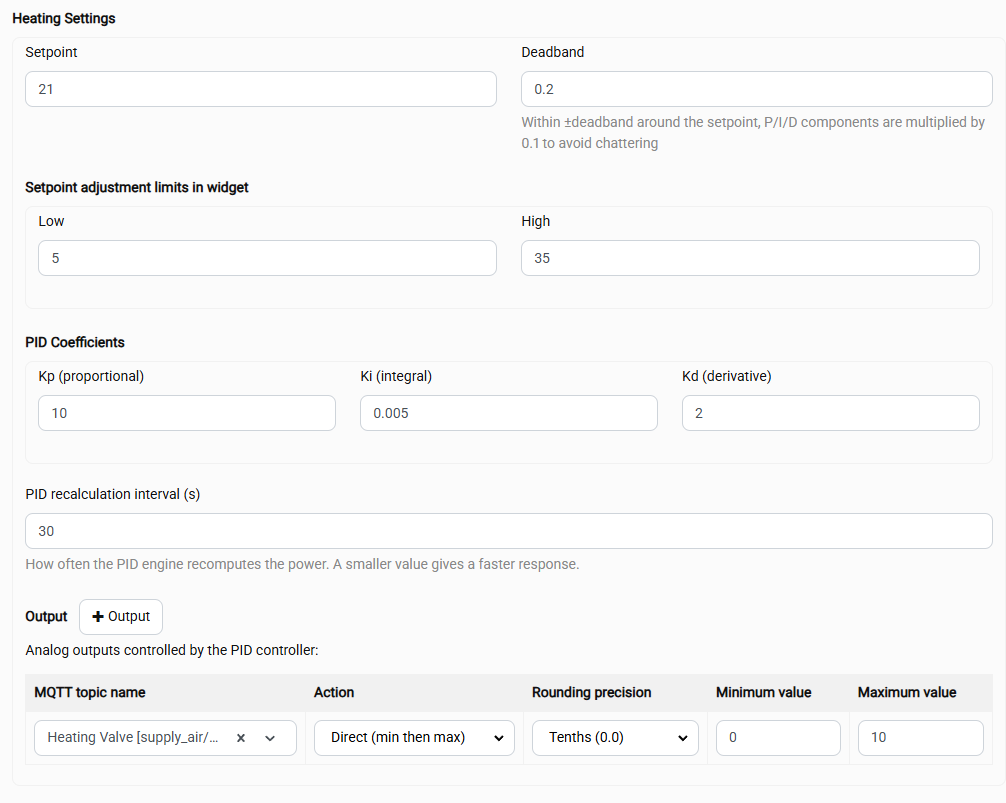 Heating Settings
Setpoint
Deadband
21
0.2
Within ±deadband around the setpoint, P/I/D components are multiplied by
0.1 to avoid chattering
Setpoint adjustment limits in widget
Low
High
5
35
PID Coefficients
Kp (proportional)
Ki (integral)
Kd (derivative)
10
0.005
2
PID recalculation interval (s)
30
How often the PID engine recomputes the power. A smaller value gives a faster response.
Output
+ Output
Analog outputs controlled by the PID controller:
MQTT topic name
Action
Rounding precision
Minimum value
Maximum value
Heating Valve [supply_air/...
Direct (min then max)
Tenths (0.0)
0
10